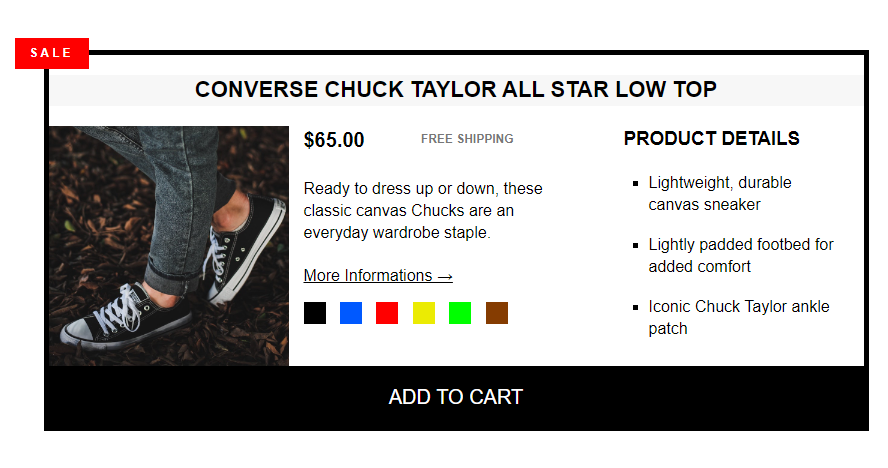 SALE
CONVERSE CHUCK TAYLOR ALL STAR LOW TOP
$65.00
FREE SHIPPING
Ready to dress up or down, these
classic canvas Chucks are an
everyday wardrobe staple.
More Informations →
PRODUCT DETAILS
Lightweight, durable
canvas sneaker
Lightly padded footbed for
added comfort
Iconic Chuck Taylor ankle
patch
ADD TO CART